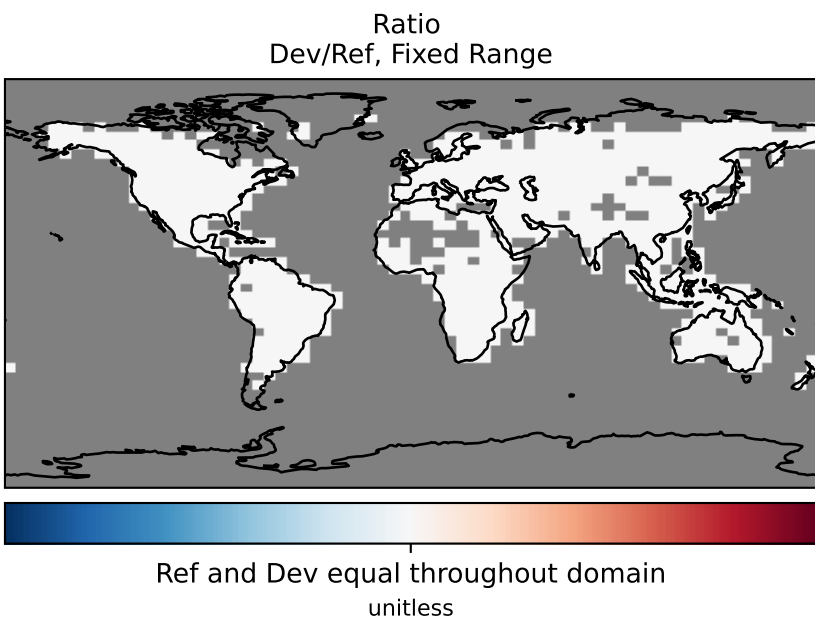 Ratio
Dev/Ref, Fixed Range
Ref and Dev equal throughout domain
unitless